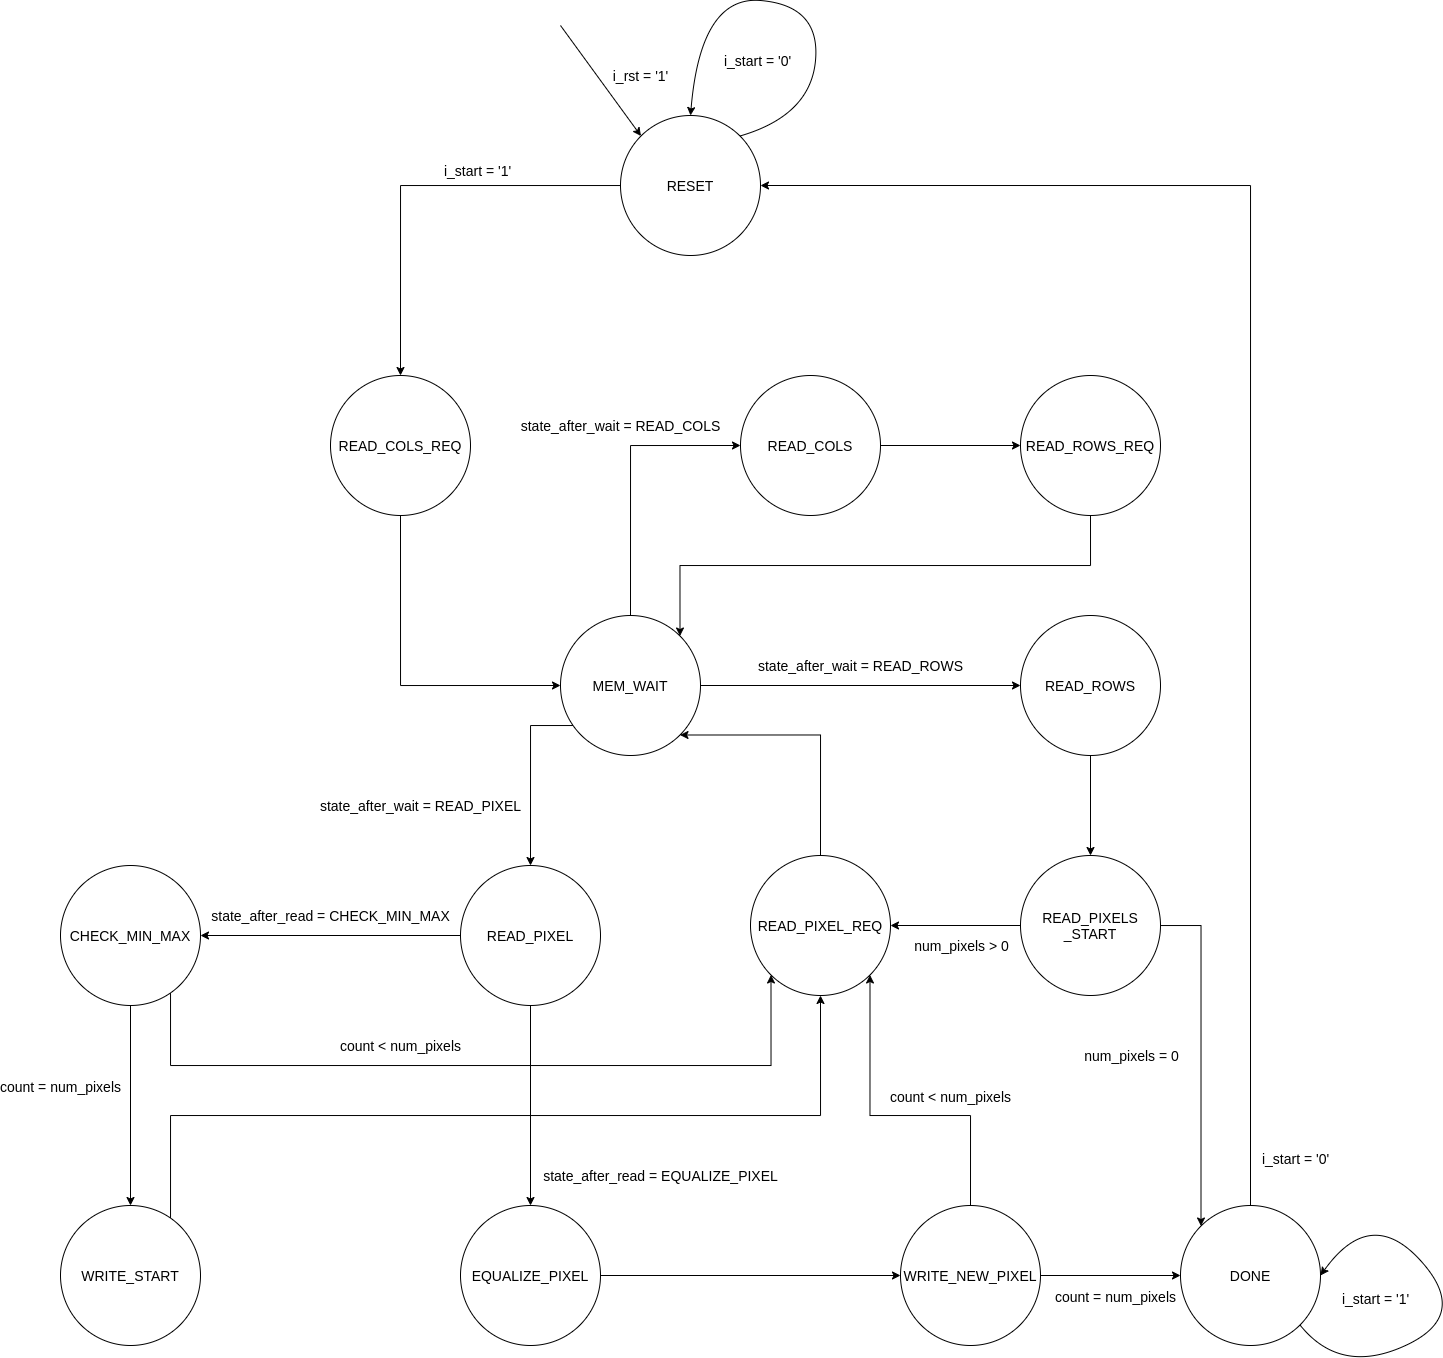 i_start = '0'
i_rst = '1'
i_start = '1'
RESET
state_after_wait = READ_COLS
READ_COLS_REQ
READ_COLS
READ_ROWS_REQ
state_after_wait = READ_ROWS
MEM_WAIT
READ_ROWS
state_after_wait = READ_PIXEL
state_after_read = CHECK_MIN_MAX
CHECK_MIN_MAX
READ_PIXEL
READ_PIXEL_REQ
READ_PIXELS
_START
num_pixels > 0
count < num_pixels
num_pixels = 0
count = num_pixels
count < num_pixels
i_start = '0'
state_after_read = EQUALIZE_PIXEL
WRITE_START
EQUALIZE_PIXEL
WRITE_NEW_PIXEL
DONE
count = num_pixels
i_start = '1'